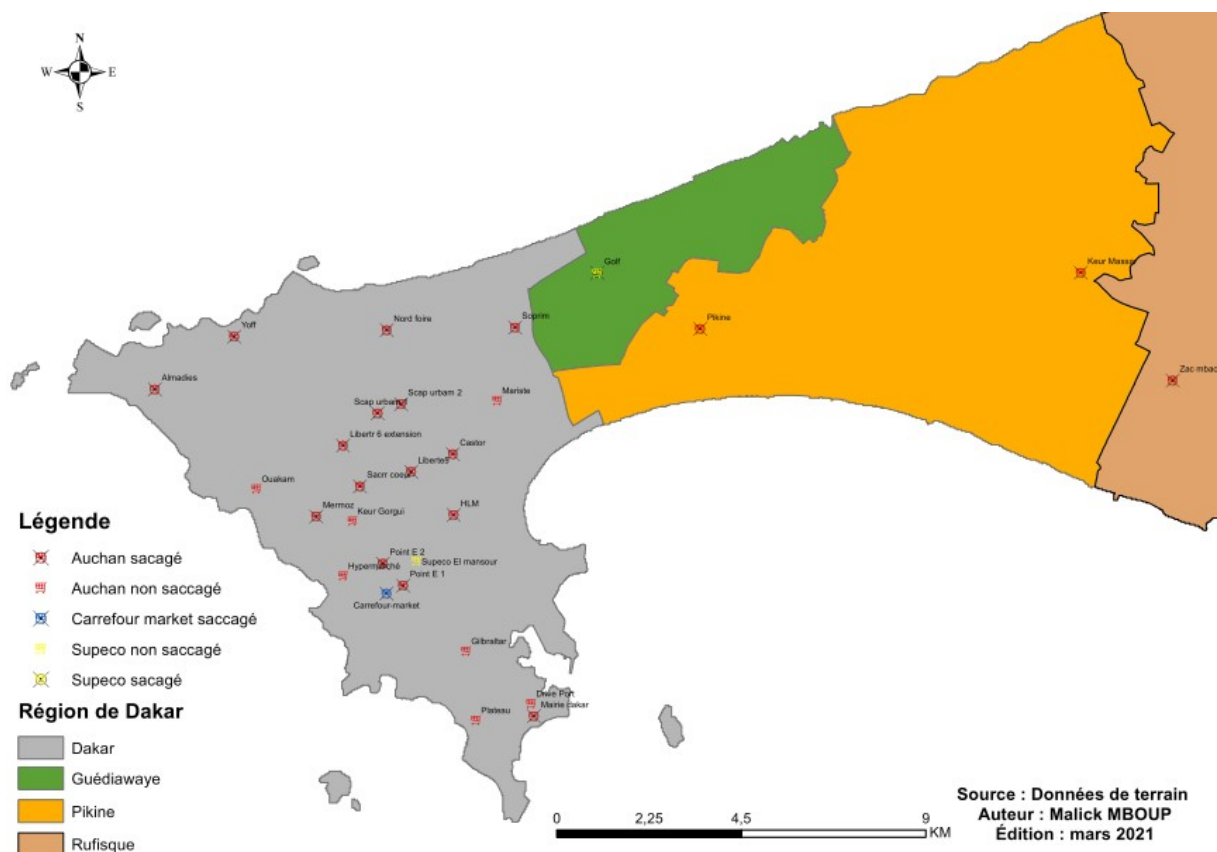 N
W E
S
Golf
Keur Massar
Yoff
Nord foire
Soprim
Pikine
Almadies
Zac mbac
Mariste
Scap urbam 2
Scap urbam
Libertr 6 extension
Castor
Liberte5
Sacrr coeur
Ouakam
Mermoz
Keur Gorgui
HLM
Point E 2
Supeco El mansour
Hypermarché
Point E 1
Carrefour-market
Gibraltar
Drive Port
Mairie dakar
Plateau
Légende
Auchan sacagé
Auchan non saccagé
Carrefour market saccagé
Supeco non saccagé
Supeco sacagé
Région de Dakar
Dakar
Guédiawaye
Pikine
Rufisque
0 2,25 4,5 9
KM
Source : Données de terrain
Auteur : Malick MBOUP
Édition : mars 2021